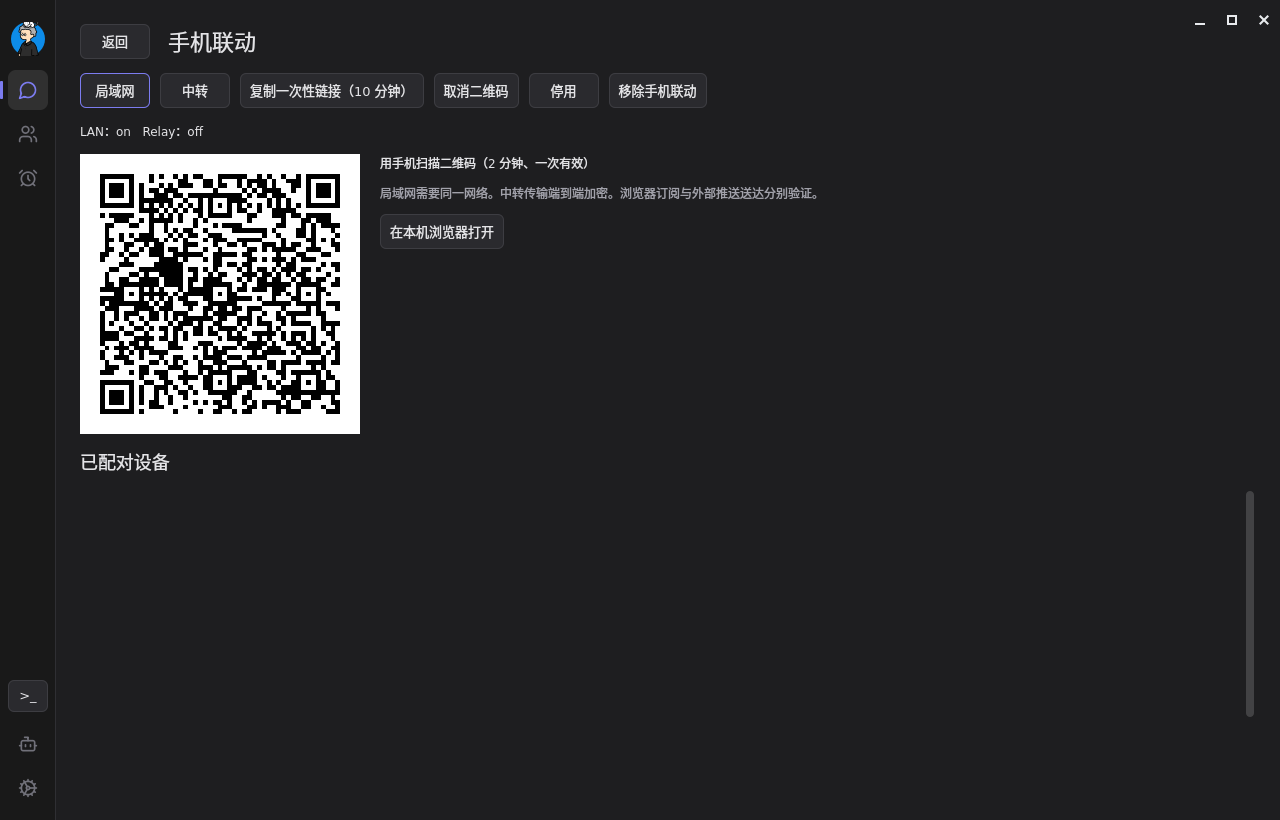 返回
手机联动
局域网
中转
复制一次性链接（10 分钟）
取消二维码
停用
移除手机联动
LAN: on Relay: off
用手机扫描二维码（2 分钟、一次有效）
局域网需要同一网络。中转传输端到端加密。浏览器订阅与外部推送送达分别验证。
在本机浏览器打开
已配对设备
>_